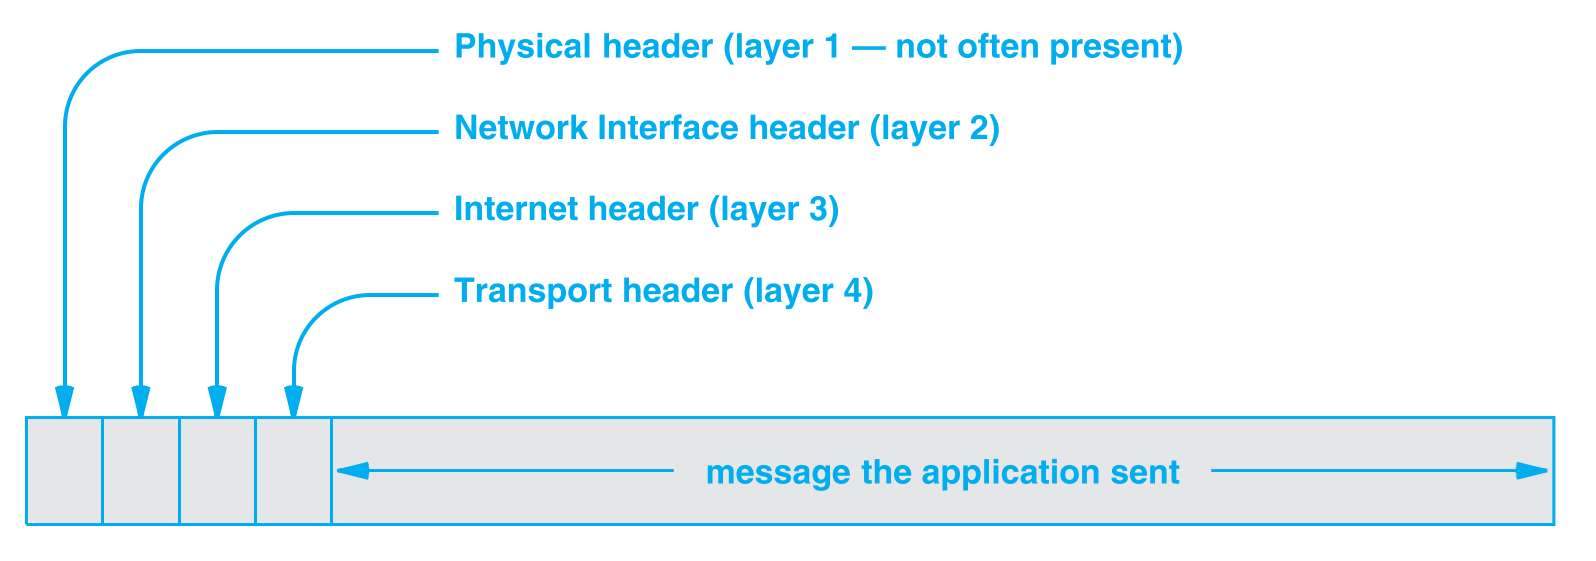 Physical header (layer 1 — not often present)
Network Interface header (layer 2)
Internet header (layer 3)
Transport header (layer 4)
message the application sent